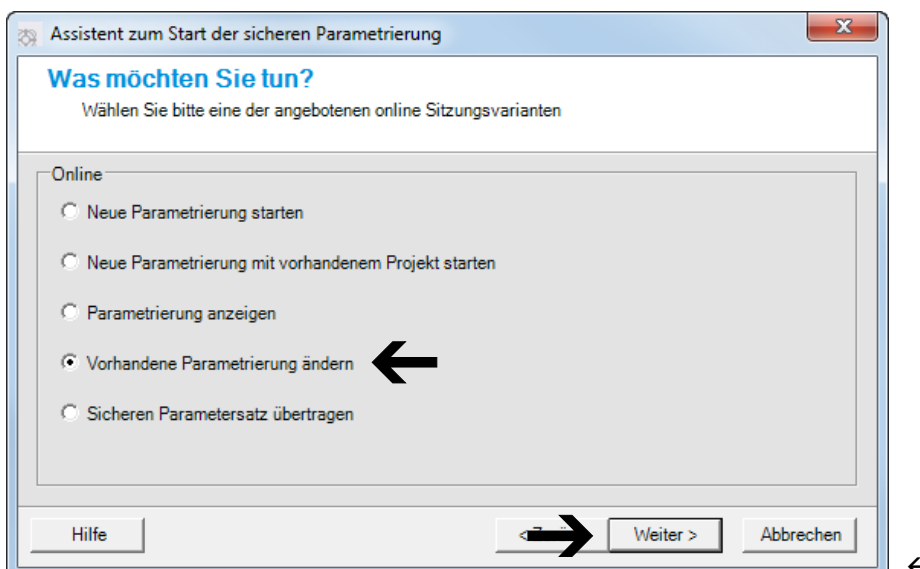 Assistent zum Start der sicheren Parametrierung
Was möchten Sie tun?
Wählen Sie bitte eine der angebotenen online Sitzungsvarianten
Online
Neue Parametrierung starten
Neue Parametrierung mit vorhandenem Projekt starten
Parametrierung anzeigen
Vorhandene Parametrierung ändern
Sicheren Parametersatz übertragen
Hilfe
Weiter >
Abbrechen